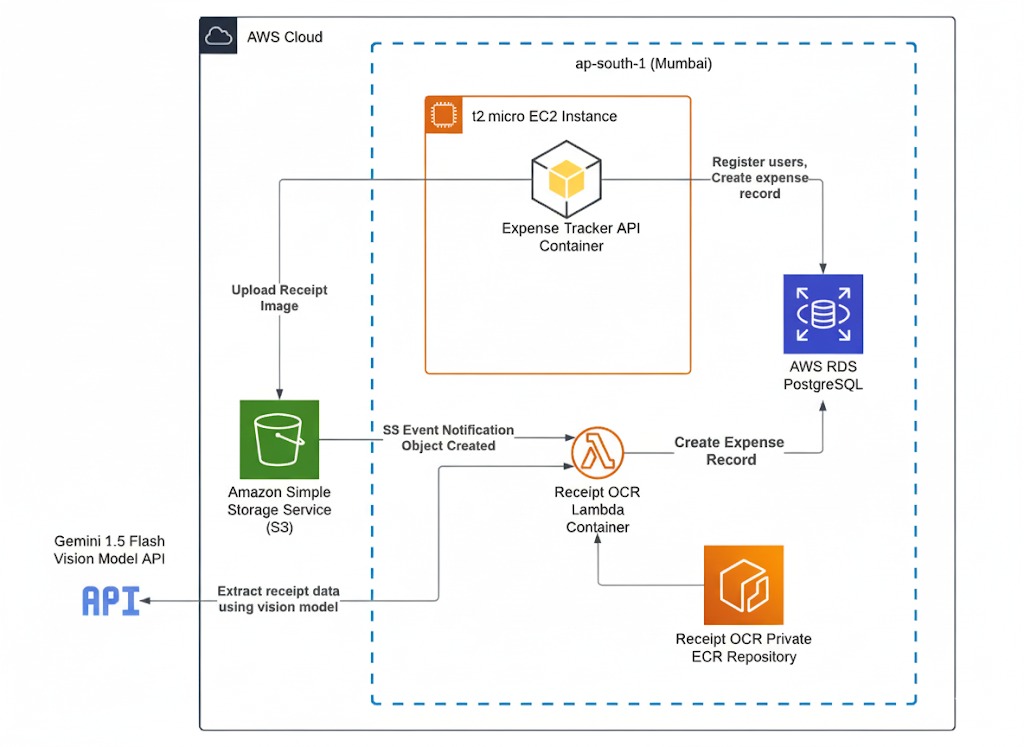 AWS Cloud
ap-south-1 (Mumbai)
t2 micro EC2 Instance
Expense Tracker API
Container
Register users,
Create expense
record
Upload Receipt
Image
AWS RDS
PostgreSQL
Amazon Simple
Storage Service
(S3)
SS Event Notification
Object Created
Receipt OCR
Lambda
Container
Create Expense
Record
Gemini 1.5 Flash
Vision Model API
API
Extract receipt data
using vision model
Receipt OCR Private
ECR Repository